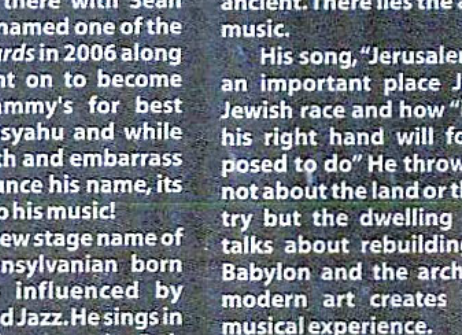 there with Sean
named one of the
ards in 2006 along
nt on to become
ammy's for best
syahu and while
th and embarrass
unce his name, its
o his music!
ew stage name of
nsylvanian born
influenced by
d Jazz. He sings in
ancient. There lies the a
music.
His song, "Jerusaler
an important place J
Jewish race and how "
his right hand will fo
posed to do" He throw
not about the land or th
try but the dwelling
talks about rebuilding
Babylon and the arch
modern art creates
musical experience.